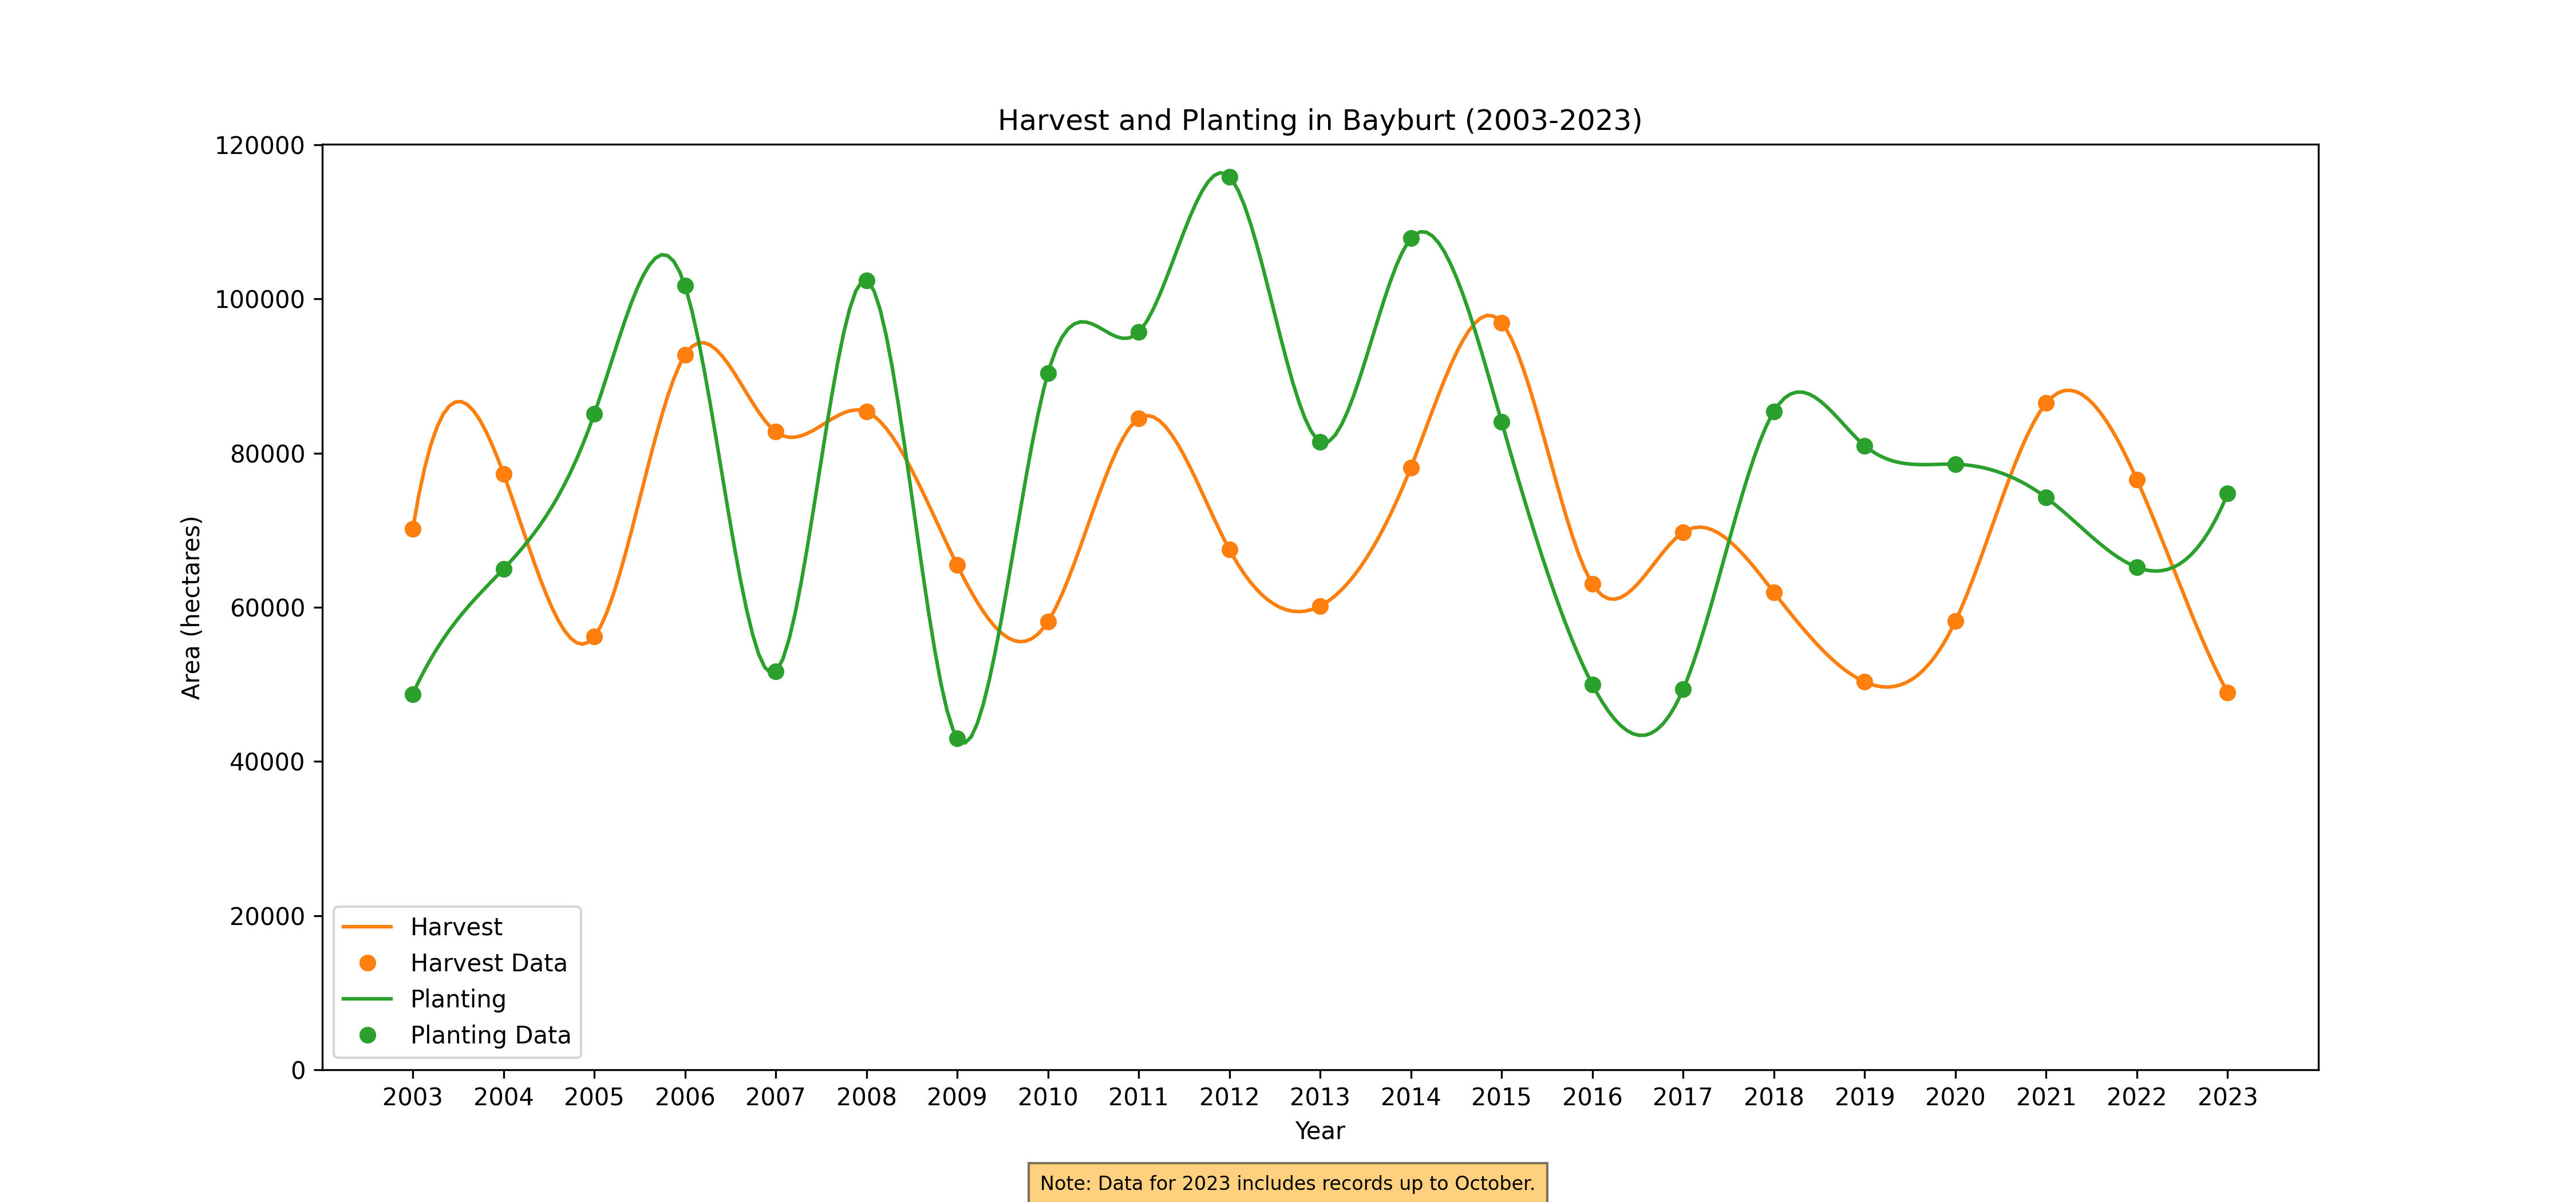 Harvest and Planting in Bayburt (2003-2023)
120000
100000
80000
60000
40000
20000
0
Area (hectares)
Harvest
Harvest Data
Planting
Planting Data
2003 2004 2005 2006 2007 2008 2009 2010 2011 2012 2013 2014 2015 2016 2017 2018 2019 2020 2021 2022 2023
Year
Note: Data for 2023 includes records up to October.